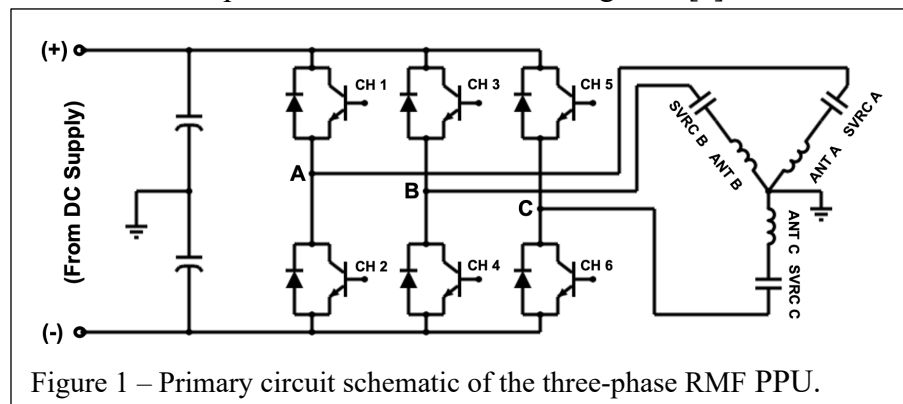 (+)
(From DC Supply)
(-)
CH 1
CH 3
CH 5
A
B
C
CH 2
CH 4
CH 6
SVRC B ANT B
ANT A SVRC A
ANT C SVRC C
Figure 1 – Primary circuit schematic of the three-phase RMF PPU.